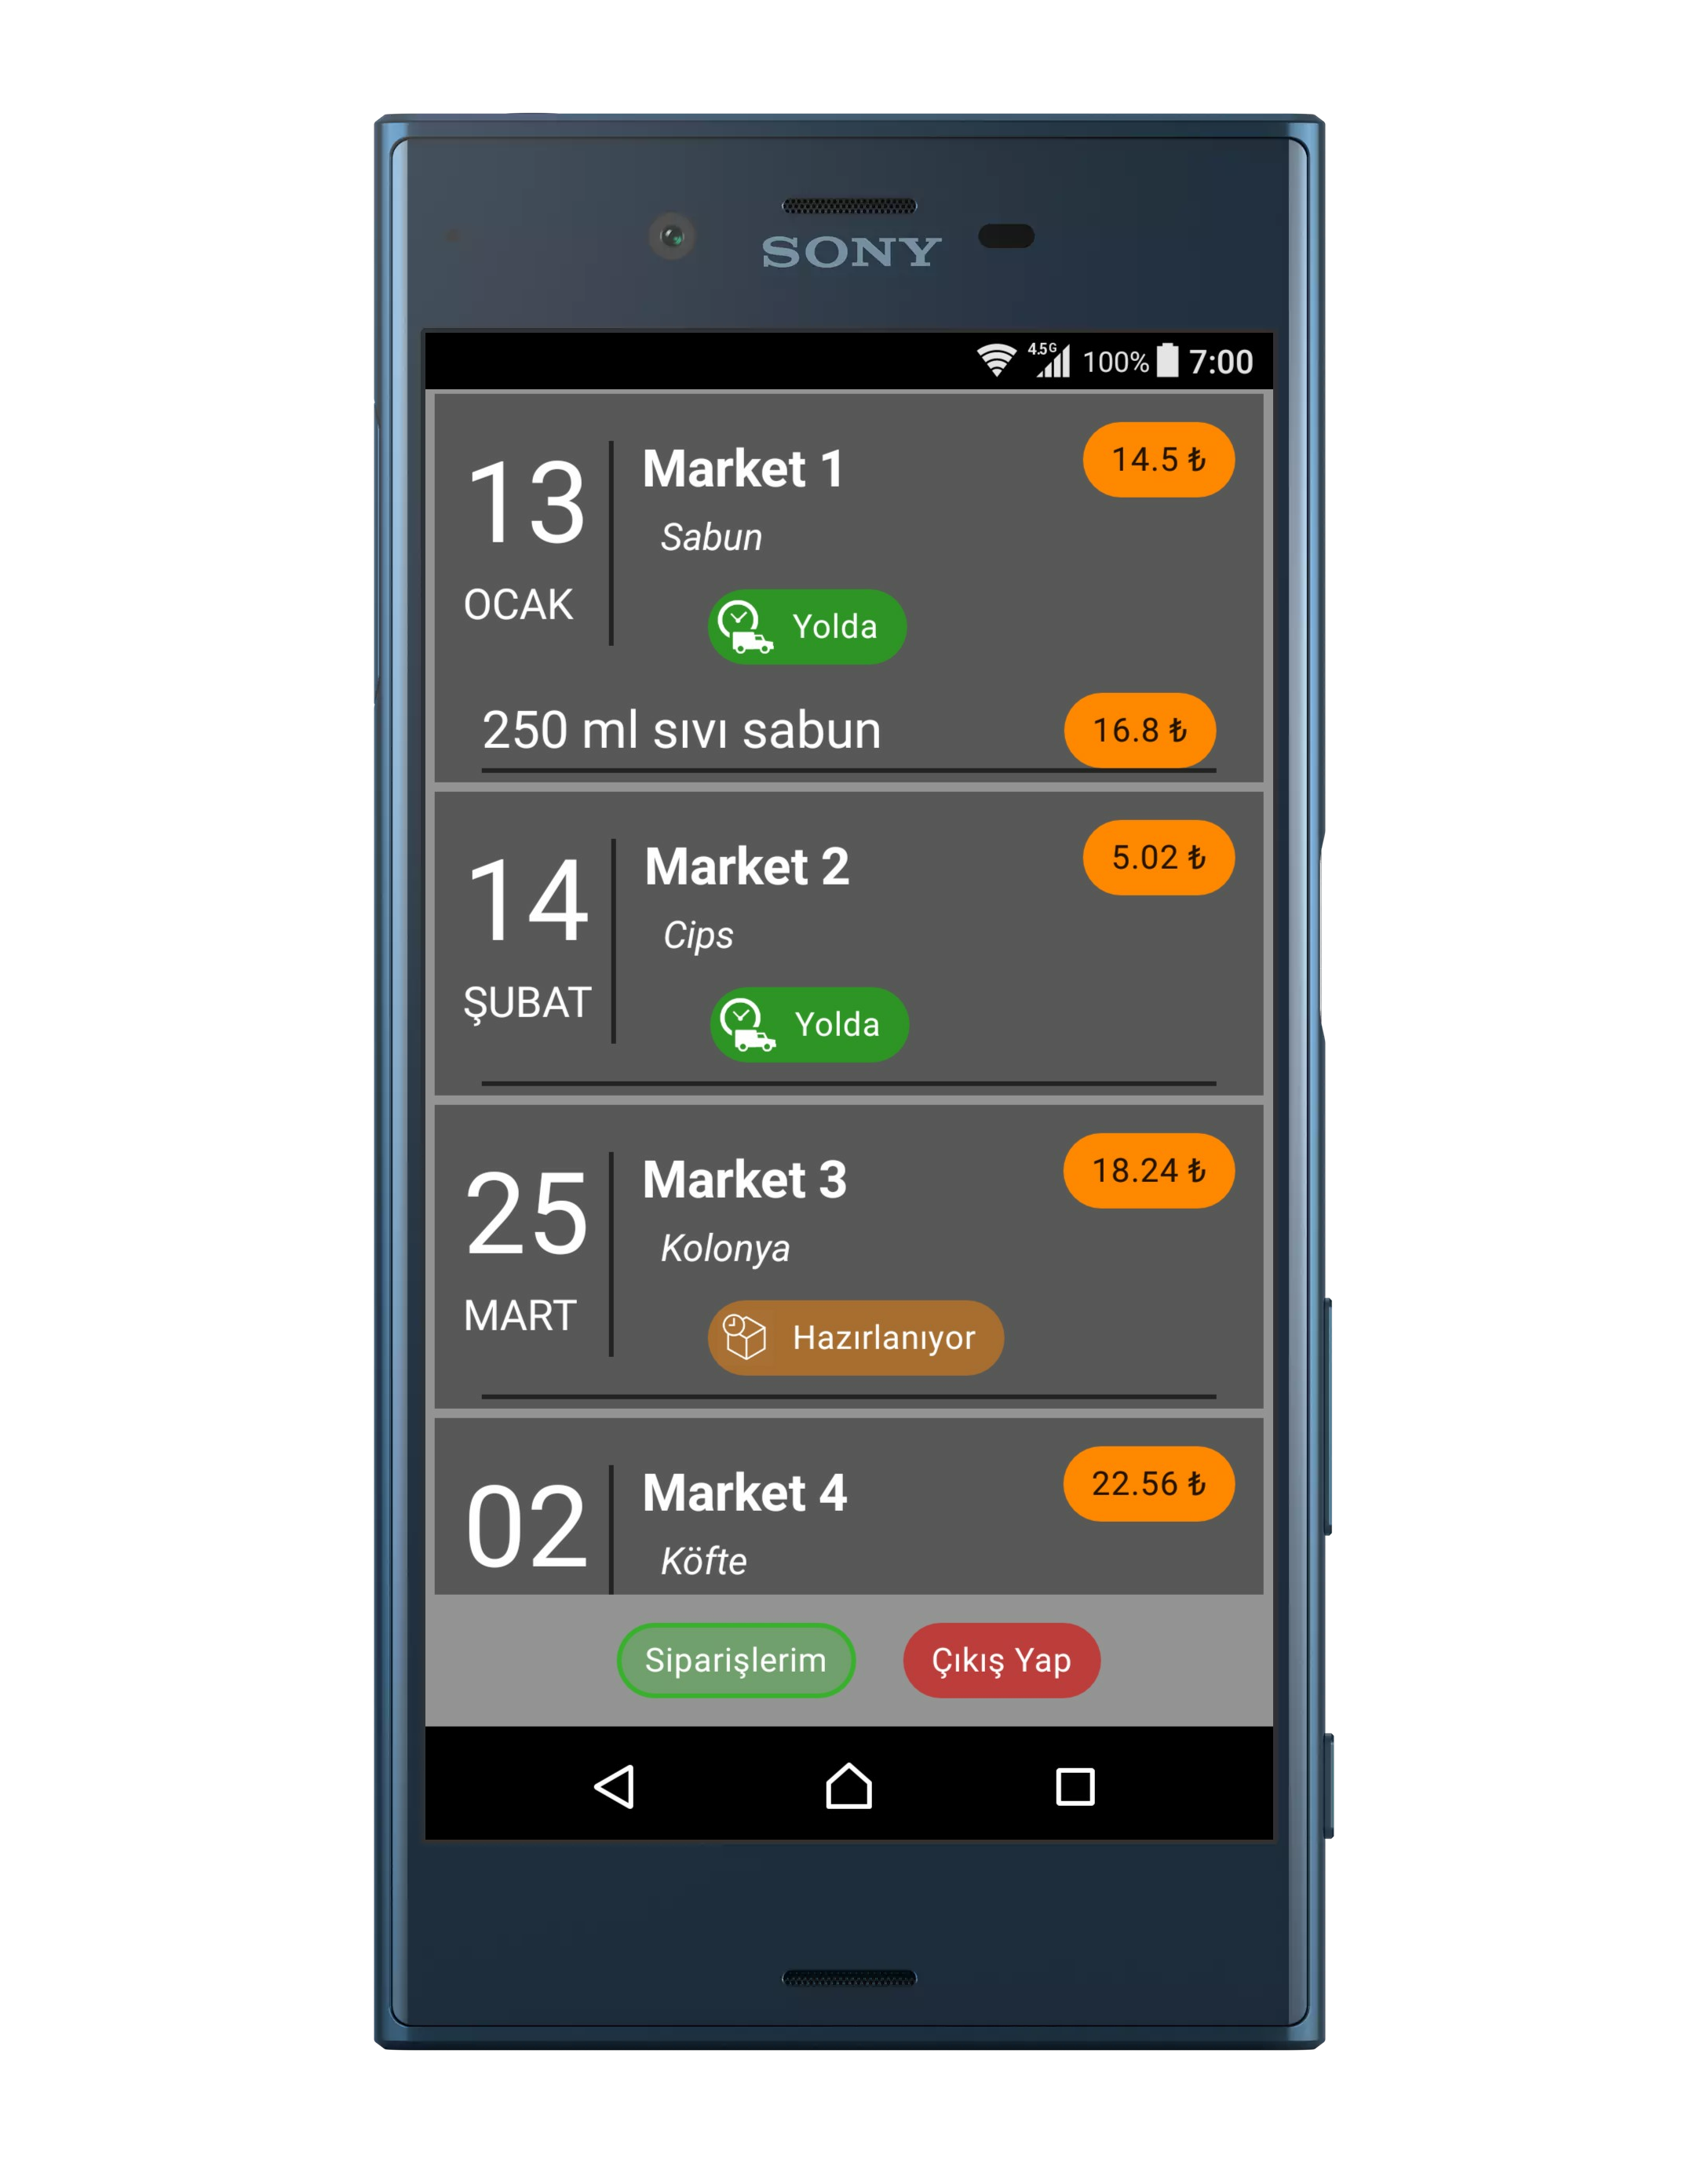 SONY
4.5G 100% 7:00
13
OCAK
Market 1
14.5 ₺
Sabun
Yolda
250 ml sıvı sabun
16.8 ₺
14
ŞUBAT
Market 2
5.02 ₺
Cips
Yolda
25
MART
Market 3
18.24 ₺
Kolonya
Hazırlanıyor
02
Market 4
22.56 ₺
Köfte
Siparişlerim
Çıkış Yap